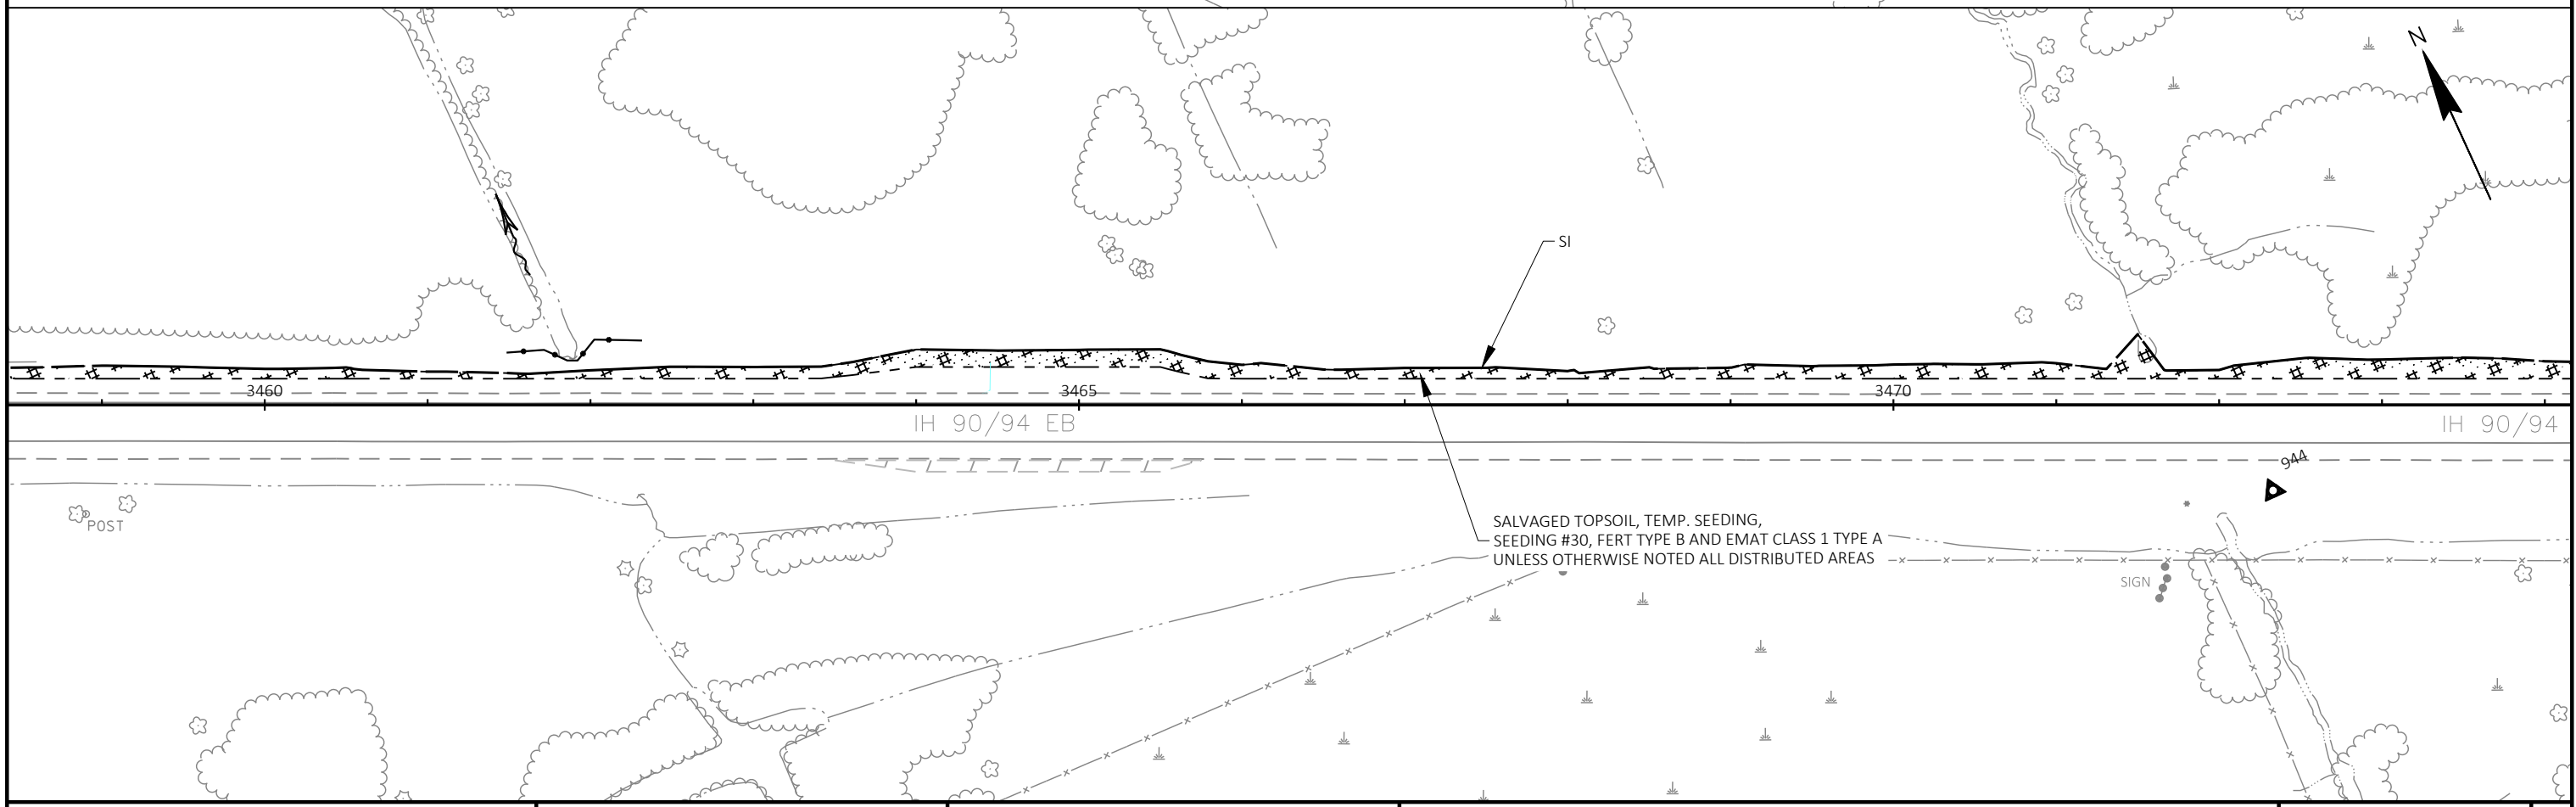 N
SI
3460
3465
3470
IH 90/94 EB
IH 90/94
944
POST
SALVAGED TOPSOIL, TEMP. SEEDING,
SEEDING #30, FERT TYPE B AND EMAT CLASS 1 TYPE A
UNLESS OTHERWISE NOTED ALL DISTRIBUTED AREAS
SIGN